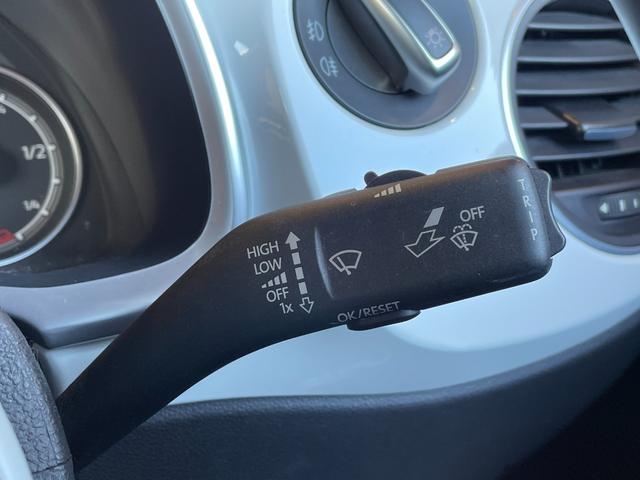 1/2
1/4
HIGH
LOW
OFF
1x
OK/RESET
OFF
TRIP